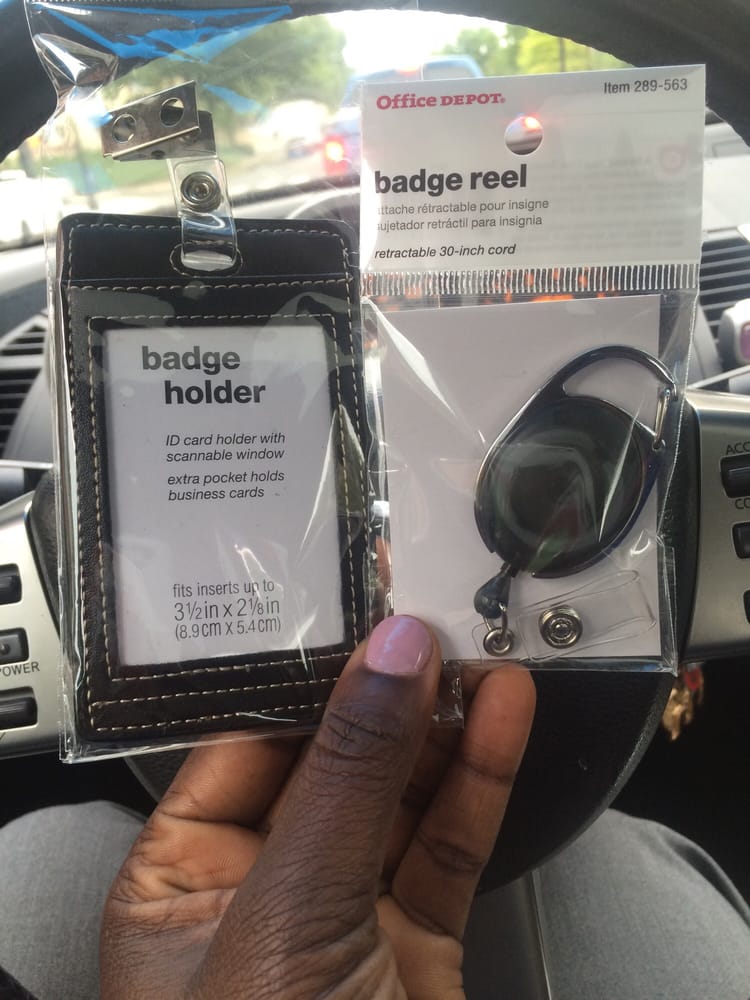 Office DEPOT.
Item 289-563
badge reel
attache rétractable pour insigne
sujetador retráctil para insignia
retractable 30-inch cord
badge
holder
ID card holder with
scannable window
extra pocket holds
business cards
fits inserts up to
3½in x 2⅛in
(8.9cm x 5.4cm)
POWER